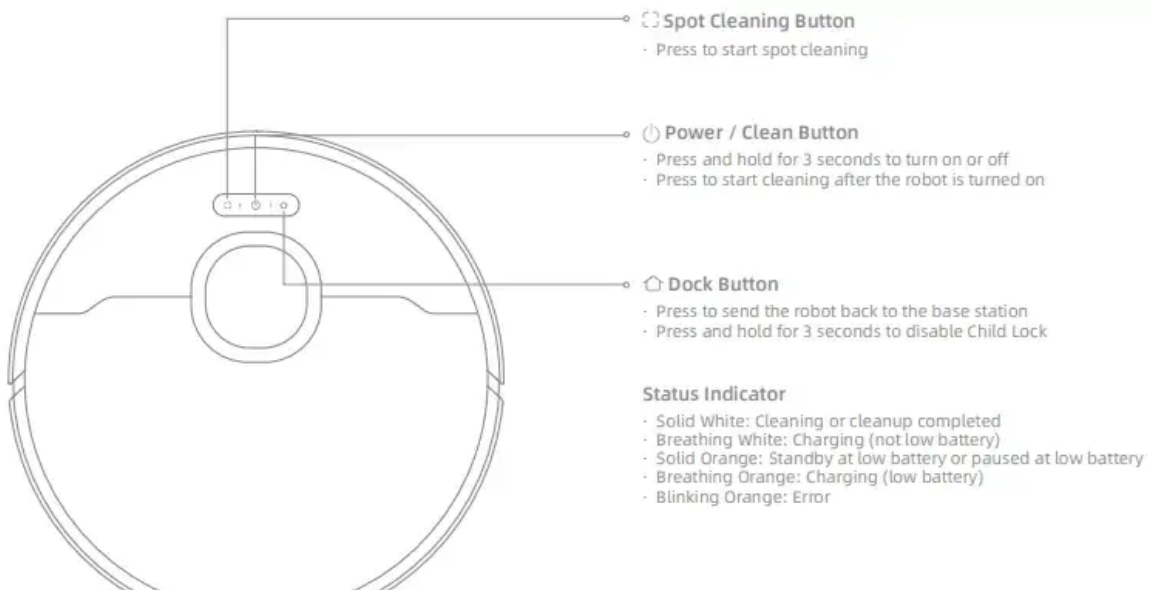 Spot Cleaning Button
· Press to start spot cleaning
Power / Clean Button
· Press and hold for 3 seconds to turn on or off
· Press to start cleaning after the robot is turned on
Dock Button
· Press to send the robot back to the base station
· Press and hold for 3 seconds to disable Child Lock
Status Indicator
· Solid White: Cleaning or cleanup completed
· Breathing White: Charging (not low battery)
· Solid Orange: Standby at low battery or paused at low battery
· Breathing Orange: Charging (low battery)
· Blinking Orange: Error